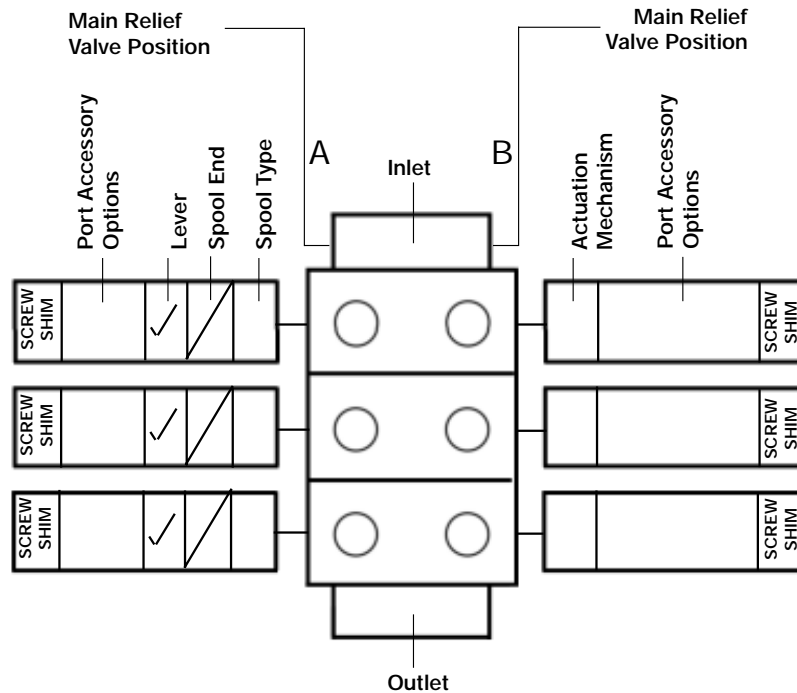 Main Relief
Valve Position
Main Relief
Valve Position
A
B
Inlet
Port Accessory
Options
Lever
Spool End
Spool Type
Actuation
Mechanism
Port Accessory
Options
SCREW
SHIM
SCREW
SHIM
SCREW
SHIM
SCREW
SHIM
SCREW
SHIM
SCREW
SHIM
Outlet